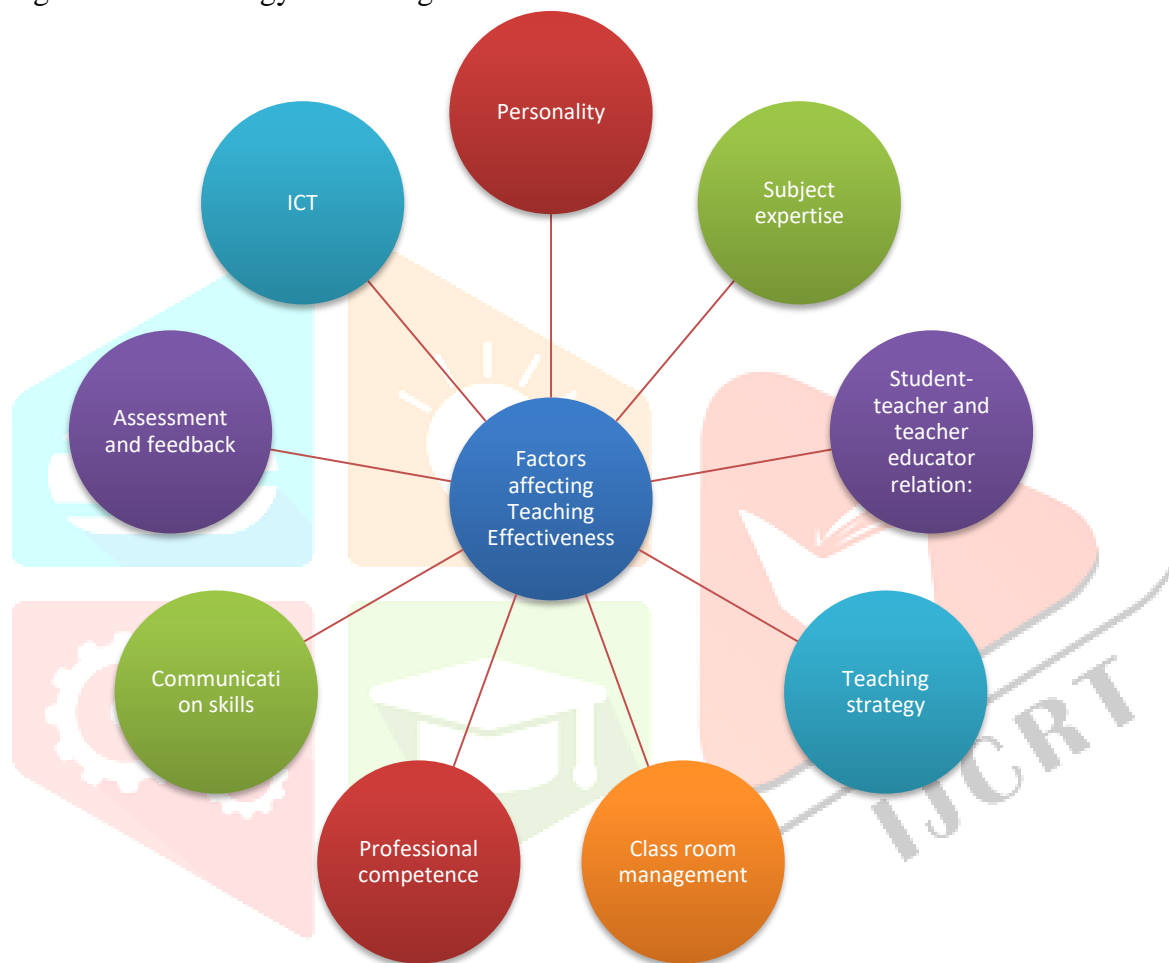 Personality
Subject
expertise
Student-
teacher and
teacher
educator
relation:
Teaching
strategy
Class room
management
Professional
competence
Communicati
on skills
Assessment
and feedback
ICT
Factors
affecting
Teaching
Effectiveness
IJCRT